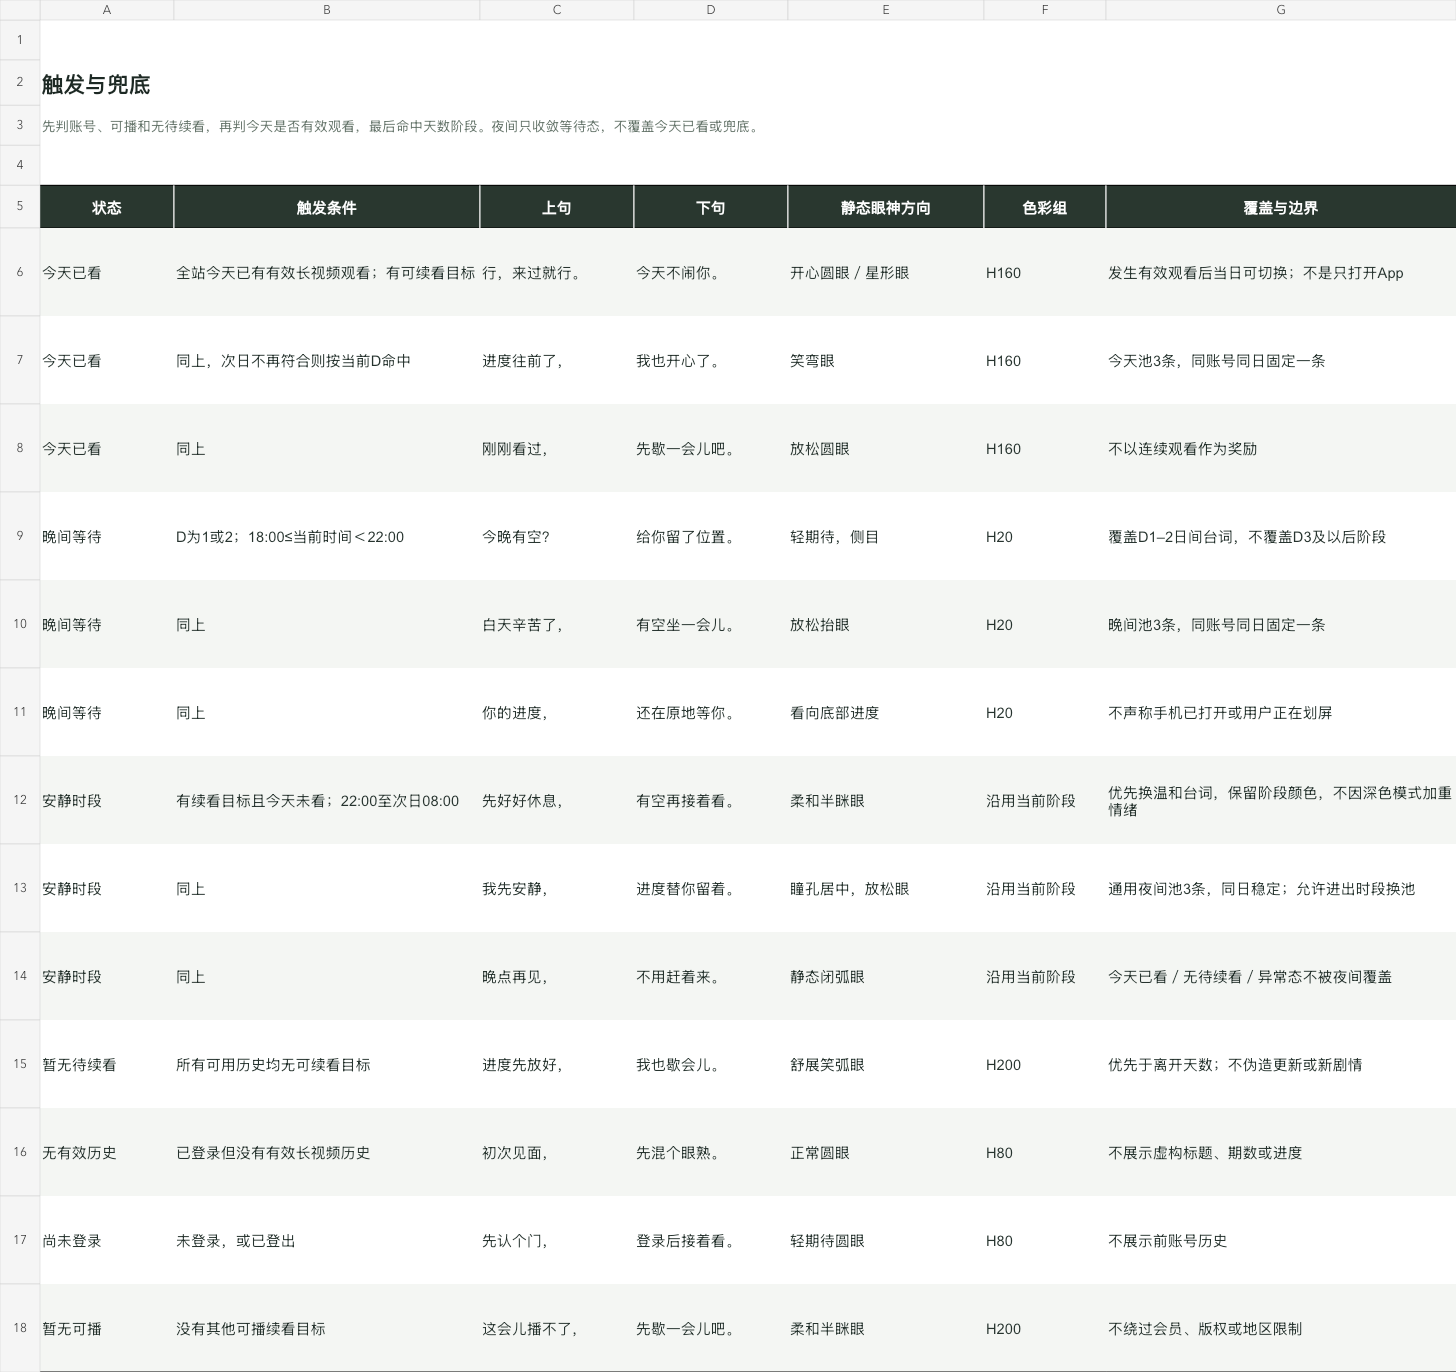 A B C D E F G
1
2 触发与兜底
3 先判账号、可播和无待续看，再判今天是否有效观看，最后命中天数阶段。夜间只收敛等待态，不覆盖今天已看或兜底。
4
5 状态 触发条件 上句 下句 静态眼神方向 色彩组 覆盖与边界
6 今天已看 全站今天已有有效长视频观看；有可续看目标 行，来过就行。 今天不闹你。 开心圆眼 / 星形眼 H160 发生有效观看后当日可切换；不是只打开App
7 今天已看 同上，次日不再符合则按当前D命中 进度往前了， 我也开心了。 笑弯眼 H160 今天池3条，同账号同日固定一条
8 今天已看 同上 刚刚看过， 先歇一会儿吧。 放松圆眼 H160 不以连续观看作为奖励
9 晚间等待 D为1或2；18:00≤当前时间＜22:00 今晚有空？ 给你留了位置。 轻期待，侧目 H20 覆盖D1–2日间台词，不覆盖D3及以后阶段
10 晚间等待 同上 白天辛苦了， 有空坐一会儿。 放松抬眼 H20 晚间池3条，同账号同日固定一条
11 晚间等待 同上 你的进度， 还在原地等你。 看向底部进度 H20 不声称手机已打开或用户正在划屏
12 安静时段 有续看目标且今天未看；22:00至次日08:00 先好好休息， 有空再接着看。 柔和半眯眼 沿用当前阶段 优先换温和台词，保留阶段颜色，不因深色模式加重
情绪
13 安静时段 同上 我先安静， 进度替你留着。 瞳孔居中，放松眼 沿用当前阶段 通用夜间池3条，同日稳定；允许进出时段换池
14 安静时段 同上 晚点再见， 不用赶着来。 静态闭弧眼 沿用当前阶段 今天已看 / 无待续看 / 异常态不被夜间覆盖
15 暂无待续看 所有可用历史均无可续看目标 进度先放好， 我也歇会儿。 舒展笑弧眼 H200 优先于离开天数；不伪造更新或新剧情
16 无有效历史 已登录但没有有效长视频历史 初次见面， 先混个眼熟。 正常圆眼 H80 不展示虚构标题、期数或进度
17 尚未登录 未登录，或已登出 先认个门， 登录后接着看。 轻期待圆眼 H80 不展示前账号历史
18 暂无可播 没有其他可播续看目标 这会儿播不了， 先歇一会儿吧。 柔和半眯眼 H200 不绕过会员、版权或地区限制